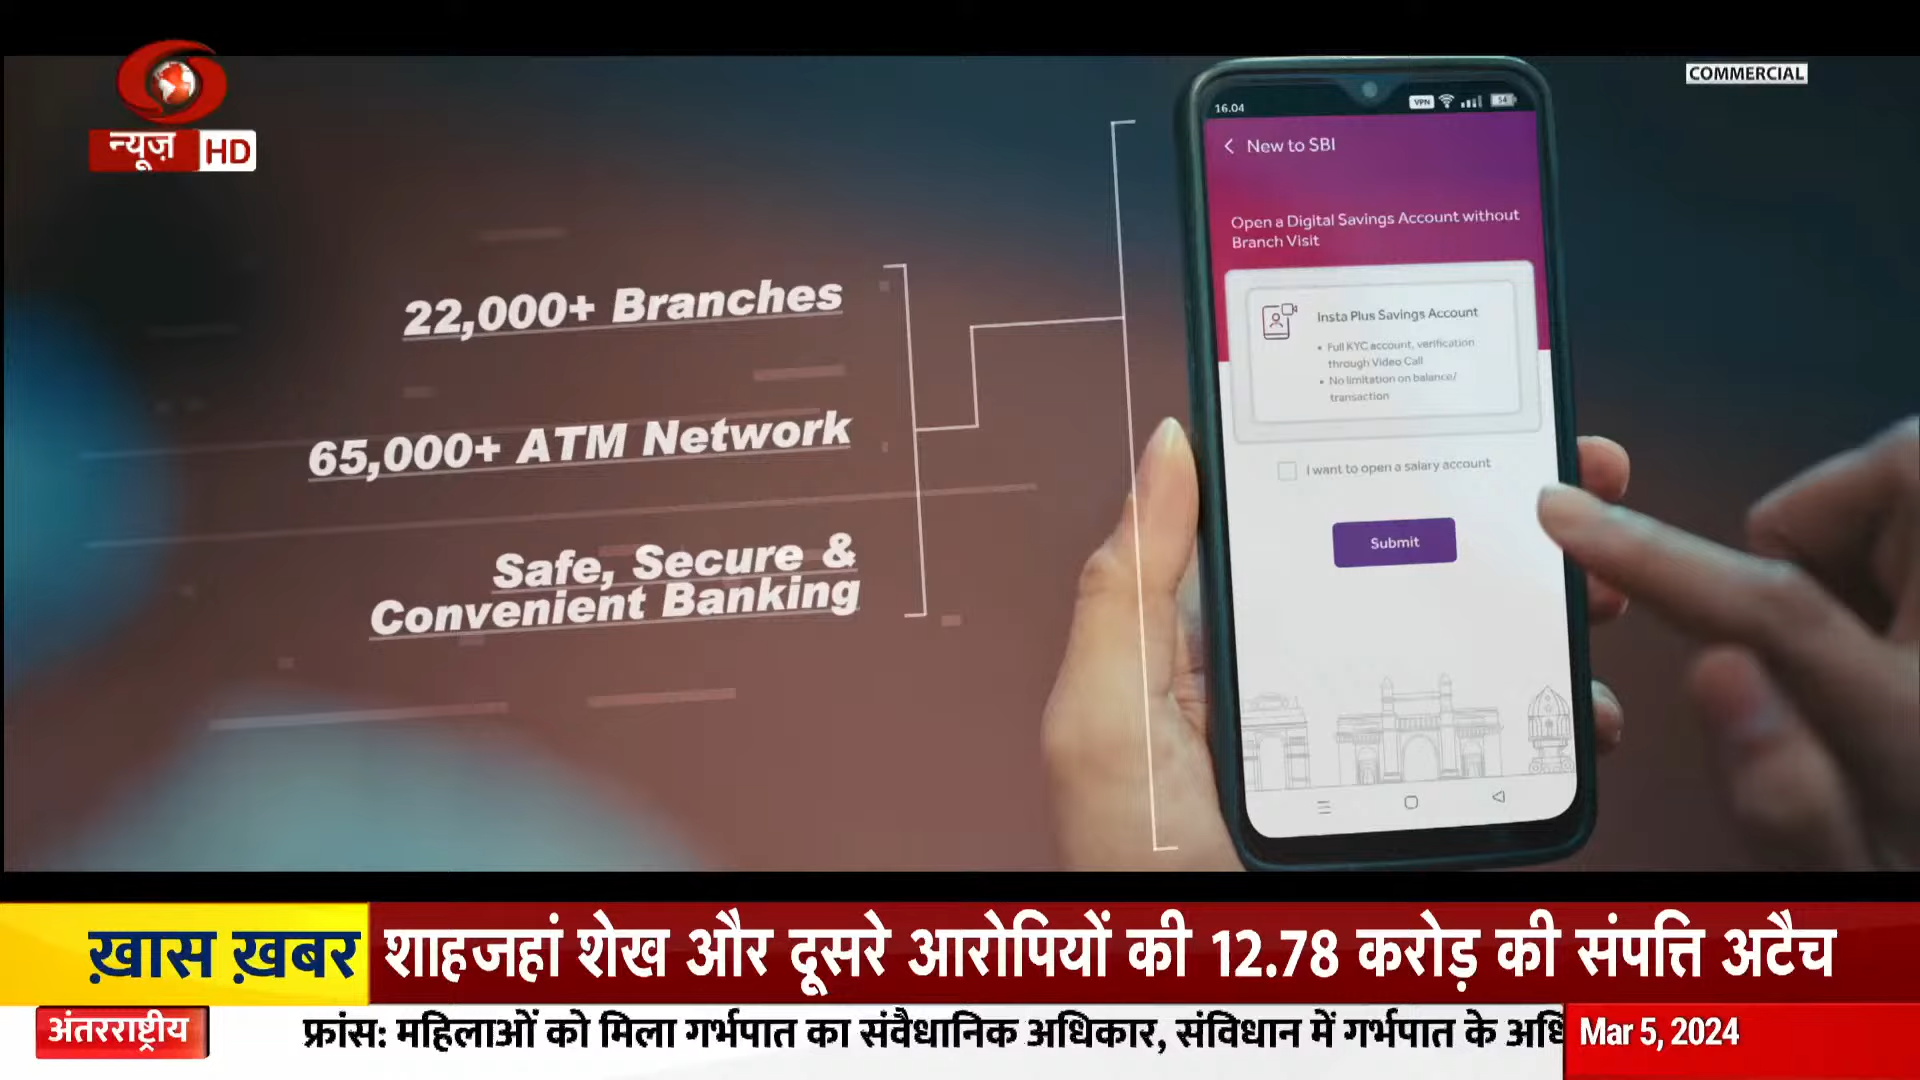 न्यूज़ HD
COMMERCIAL
22,000+ Branches
65,000+ ATM Network
Safe, Secure &
Convenient Banking
16.04
VPN
54
New to SBI
Open a Digital Savings Account without
Branch Visit
Insta Plus Savings Account
• Full KYC account, verification
through Video Call
• No limitation on balance/
transaction
I want to open a salary account
Submit
ख़ास ख़बर
शाहजहां शेख और दूसरे आरोपियों की 12.78 करोड़ की संपत्ति अटैच
अंतरराष्ट्रीय
फ्रांस: महिलाओं को मिला गर्भपात का संवैधानिक अधिकार, संविधान में गर्भपात के अधि
Mar 5, 2024